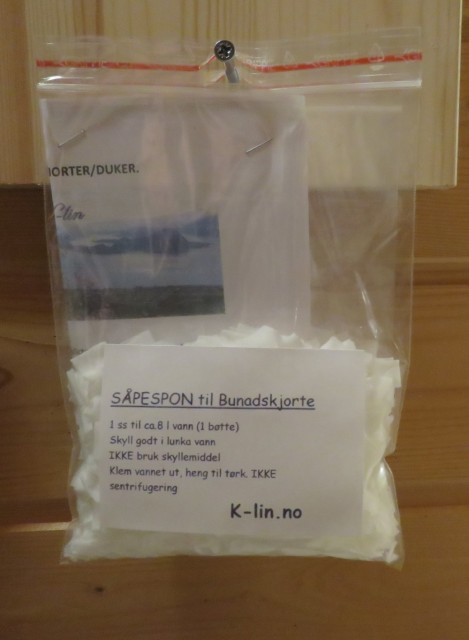 ORTER/DUKER.
lin
SÅPESPON til Bunadskjorte
1 ss til ca.8 l vann (1 bøtte)
Skyll godt i lunka vann
IKKE bruk skyllemiddel
Klem vannet ut, heng til tørk. IKKE
sentrifugering
K-lin.no